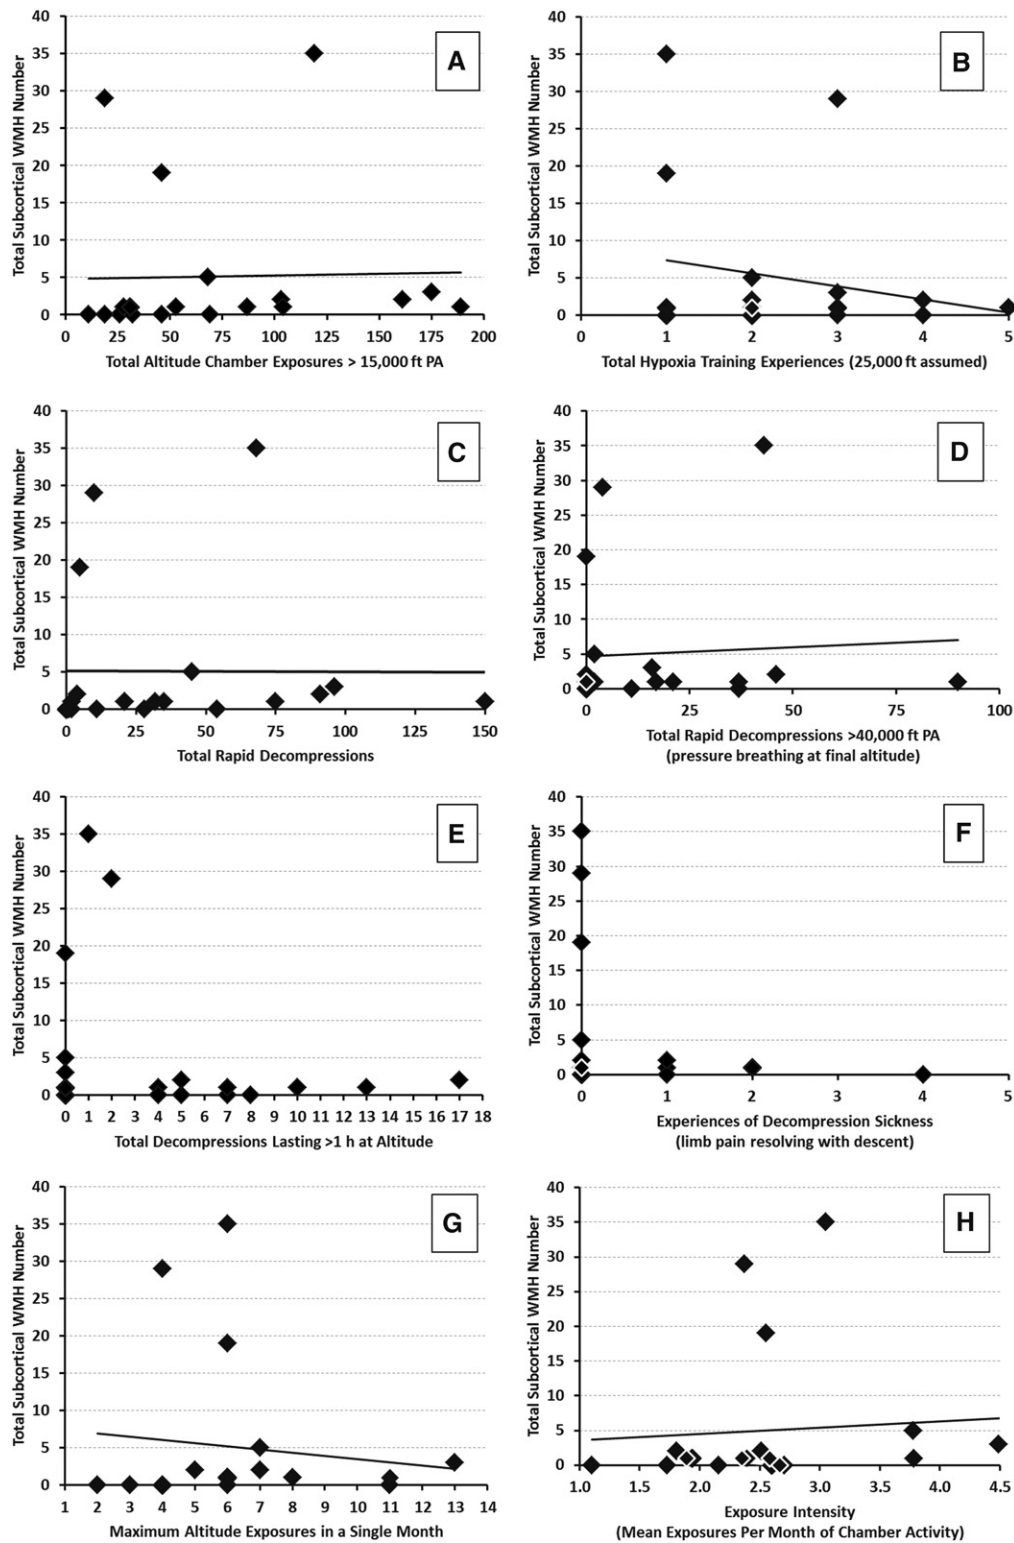 A
Total Subcortical WMH Number
40
35
30
25
20
15
10
5
0
0 25 50 75 100 125 150 175 200
Total Altitude Chamber Exposures > 15,000 ft PA
B
Total Subcortical WMH Number
40
35
30
25
20
15
10
5
0
0 1 2 3 4 5
Total Hypoxia Training Experiences (25,000 ft assumed)
C
Total Subcortical WMH Number
40
35
30
25
20
15
10
5
0
0 25 50 75 100 125 150
Total Rapid Decompressions
D
Total Subcortical WMH Number
40
35
30
25
20
15
10
5
0
0 25 50 75 100
Total Rapid Decompressions >40,000 ft PA
(pressure breathing at final altitude)
E
Total Subcortical WMH Number
40
35
30
25
20
15
10
5
0
0 1 2 3 4 5 6 7 8 9 10 11 12 13 14 15 16 17 18
Total Decompressions Lasting >1 h at Altitude
F
Total Subcortical WMH Number
40
35
30
25
20
15
10
5
0
0 1 2 3 4 5
Experiences of Decompression Sickness
(limb pain resolving with descent)
G
Total Subcortical WMH Number
40
35
30
25
20
15
10
5
0
1 2 3 4 5 6 7 8 9 10 11 12 13 14
Maximum Altitude Exposures in a Single Month
H
Total Subcortical WMH Number
40
35
30
25
20
15
10
5
0
1.0 1.5 2.0 2.5 3.0 3.5 4.0 4.5
Exposure Intensity
(Mean Exposures Per Month of Chamber Activity)